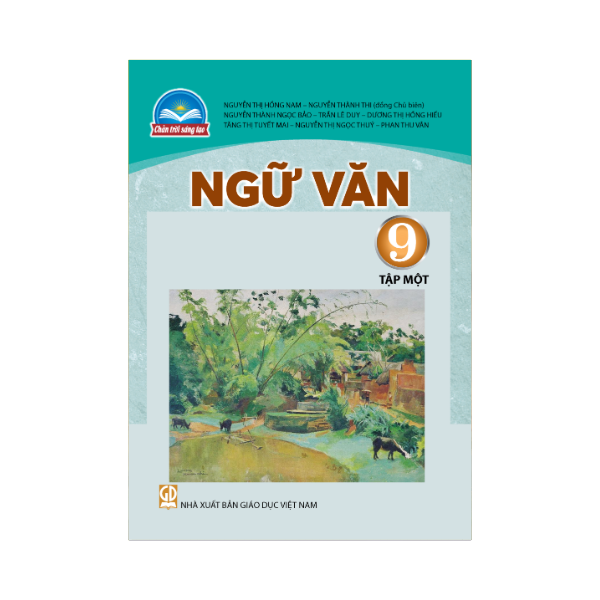 NGUYỄN THỊ HỒNG NAM – NGUYỄN THÀNH THI (đồng Chủ biên)
NGUYỄN THÀNH NGỌC BẢO – TRẦN LÊ DUY – DƯƠNG THỊ HỒNG HIẾU
TĂNG THỊ TUYẾT MAI – NGUYỄN THỊ NGỌC THUÝ – PHAN THU VÂN
Chân trời sáng tạo
NGỮ VĂN
9
TẬP MỘT
GD
NHÀ XUẤT BẢN GIÁO DỤC VIỆT NAM